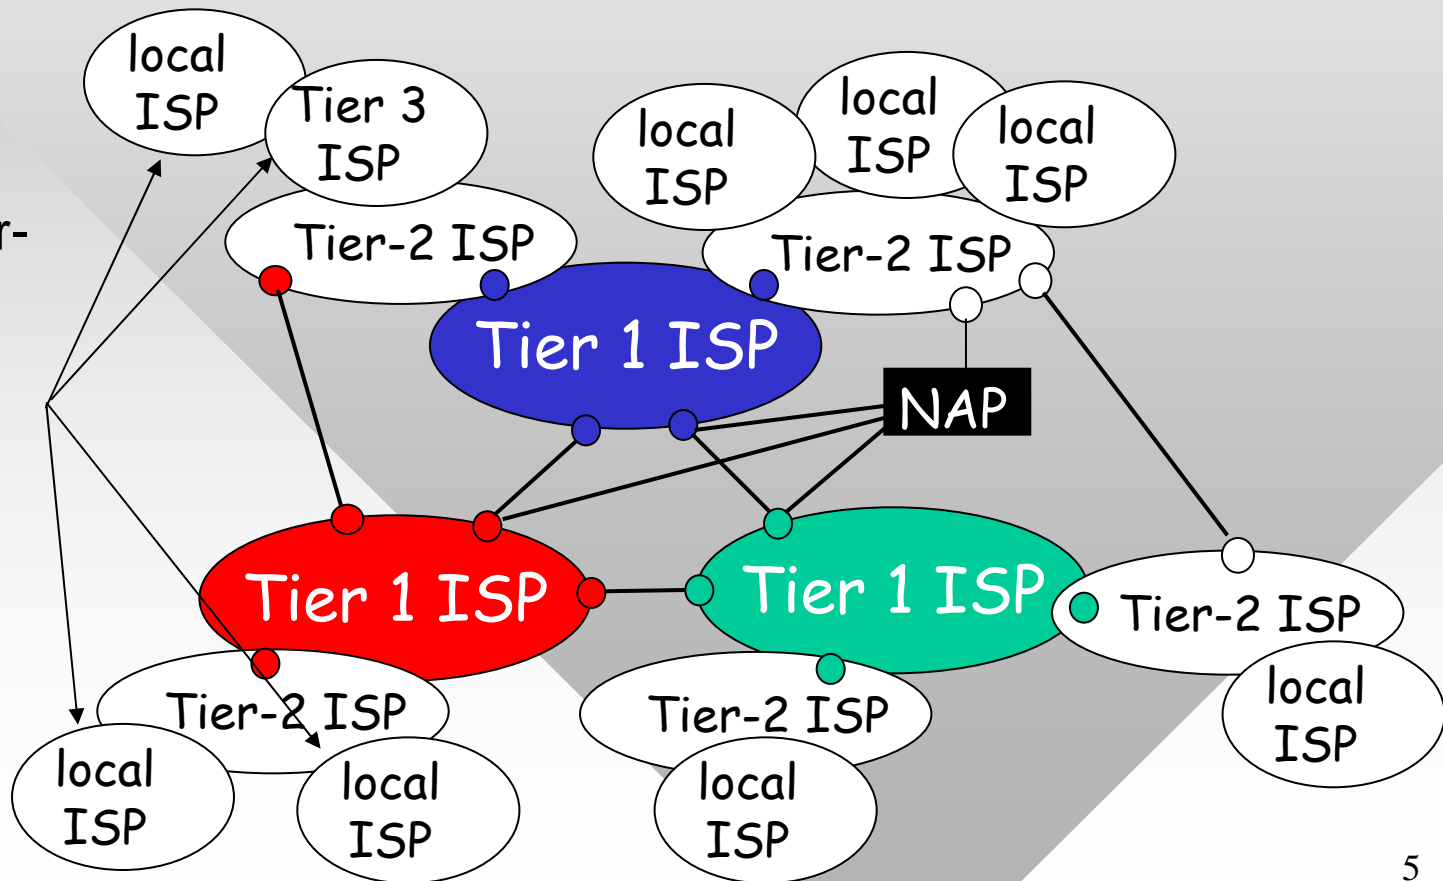 local
ISP
Tier 3
ISP
local
ISP
local
ISP
local
ISP
r-
Tier-2 ISP
Tier-2 ISP
Tier 1 ISP
NAP
Tier 1 ISP
Tier 1 ISP
Tier-2 ISP
Tier-2 ISP
Tier-2 ISP
local
ISP
local
ISP
local
ISP
local
ISP
5